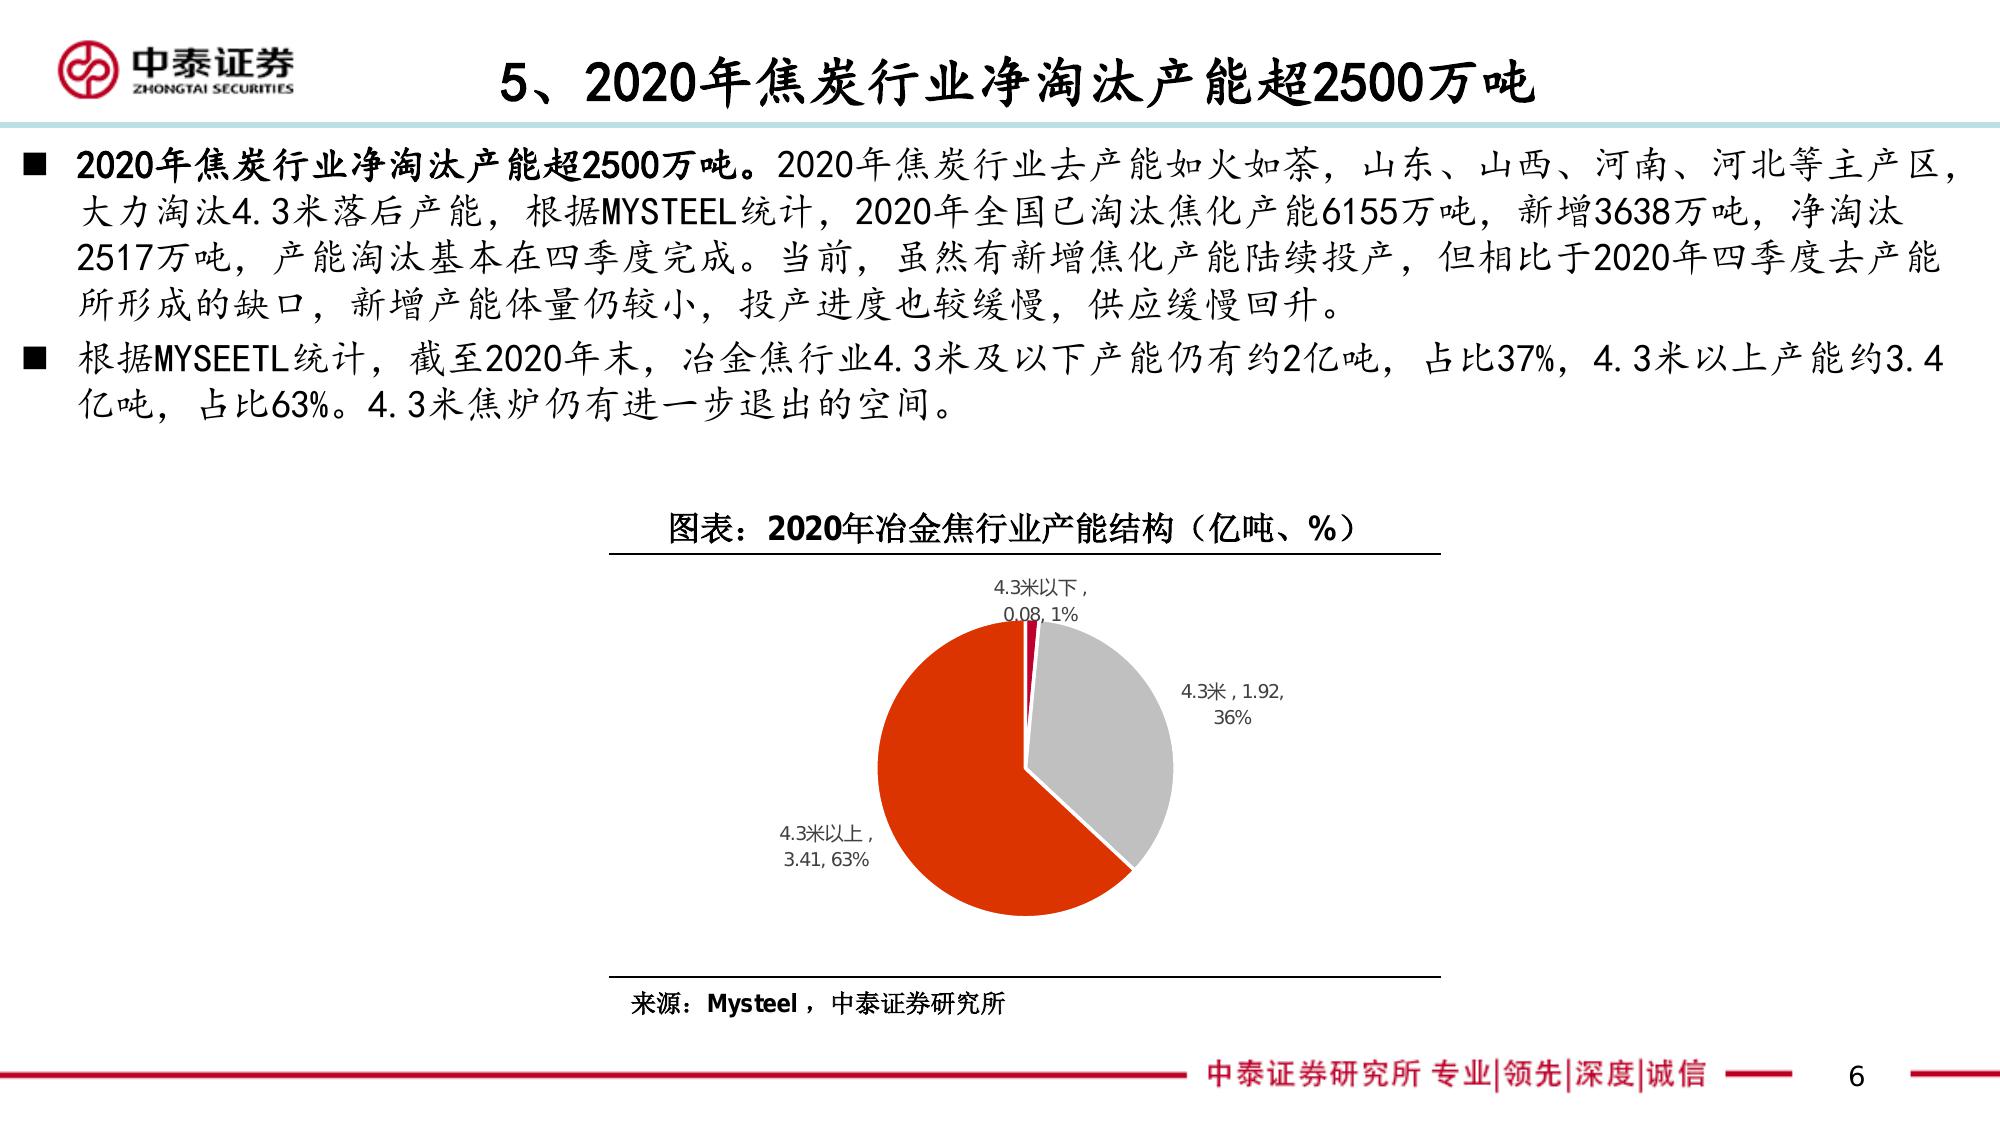 中泰证券
ZHONGTAI SECURITIES
5、2020年焦炭行业净淘汰产能超2500万吨
■ 2020年焦炭行业净淘汰产能超2500万吨。2020年焦炭行业去产能如火如荼，山东、山西、河南、河北等主产区，
大力淘汰4.3米落后产能，根据MYSTEEL统计，2020年全国已淘汰焦化产能6155万吨，新增3638万吨，净淘汰
2517万吨，产能淘汰基本在四季度完成。当前，虽然有新增焦化产能陆续投产，但相比于2020年四季度去产能
所形成的缺口，新增产能体量仍较小，投产进度也较缓慢，供应缓慢回升。
■ 根据MYSEETL统计，截至2020年末，冶金焦行业4.3米及以下产能仍有约2亿吨，占比37%，4.3米以上产能约3.4
亿吨，占比63%。4.3米焦炉仍有进一步退出的空间。
图表：2020年冶金焦行业产能结构（亿吨、%）
4.3米以下 ,
0.08, 1%
4.3米 , 1.92,
36%
4.3米以上 ,
3.41, 63%
来源：Mysteel ，中泰证券研究所
中泰证券研究所 专业|领先|深度|诚信
6